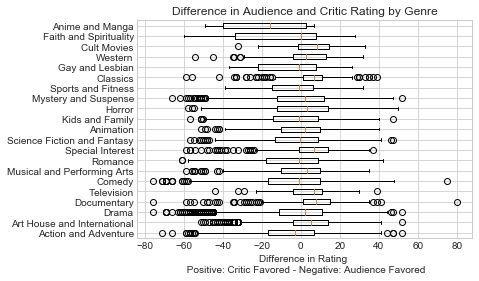 Difference in Audience and Critic Rating by Genre
Anime and Manga
Faith and Spirituality
Cult Movies
Western
Gay and Lesbian
Classics
Sports and Fitness
Mystery and Suspense
Horror
Kids and Family
Animation
Science Fiction and Fantasy
Special Interest
Romance
Musical and Performing Arts
Comedy
Television
Documentary
Drama
Art House and International
Action and Adventure
−80 −60 −40 −20 0 20 40 60 80
Difference in Rating
Positive: Critic Favored - Negative: Audience Favored